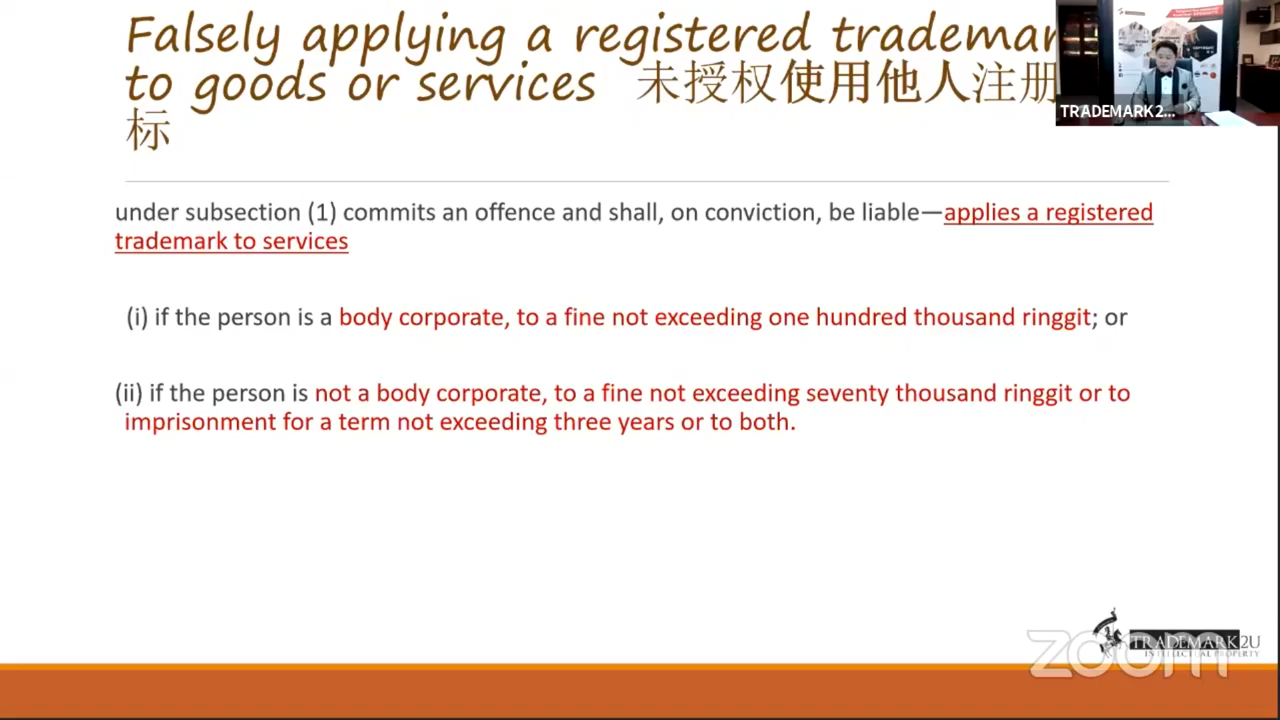 Falsely applying a registered tradema
to goods or services 未授权使用他人注册
标
TRADEMARK2...
under subsection (1) commits an offence and shall, on conviction, be liable—applies a registered
trademark to services
(i) if the person is a body corporate, to a fine not exceeding one hundred thousand ringgit; or
(ii) if the person is not a body corporate, to a fine not exceeding seventy thousand ringgit or to
imprisonment for a term not exceeding three years or to both.
TRADEMARK2U
INTELLECTUAL PROPERTY
zoom